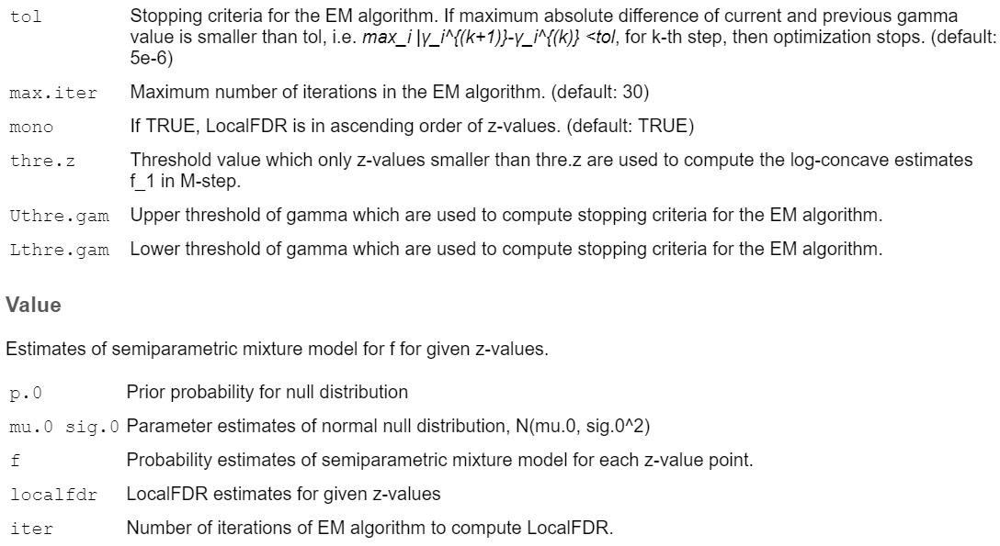 tol Stopping criteria for the EM algorithm. If maximum absolute difference of current and previous gamma
value is smaller than tol, i.e. max_i |γ_i^{(k+1)}-γ_i^{(k)} <tol, for k-th step, then optimization stops. (default:
5e-6)
max.iter Maximum number of iterations in the EM algorithm. (default: 30)
mono If TRUE, LocalFDR is in ascending order of z-values. (default: TRUE)
thre.z Threshold value which only z-values smaller than thre.z are used to compute the log-concave estimates
f_1 in M-step.
Uthre.gam Upper threshold of gamma which are used to compute stopping criteria for the EM algorithm.
Lthre.gam Lower threshold of gamma which are used to compute stopping criteria for the EM algorithm.
Value
Estimates of semiparametric mixture model for f for given z-values.
p.0 Prior probability for null distribution
mu.0 sig.0 Parameter estimates of normal null distribution, N(mu.0, sig.0^2)
f Probability estimates of semiparametric mixture model for each z-value point.
localfdr LocalFDR estimates for given z-values
iter Number of iterations of EM algorithm to compute LocalFDR.